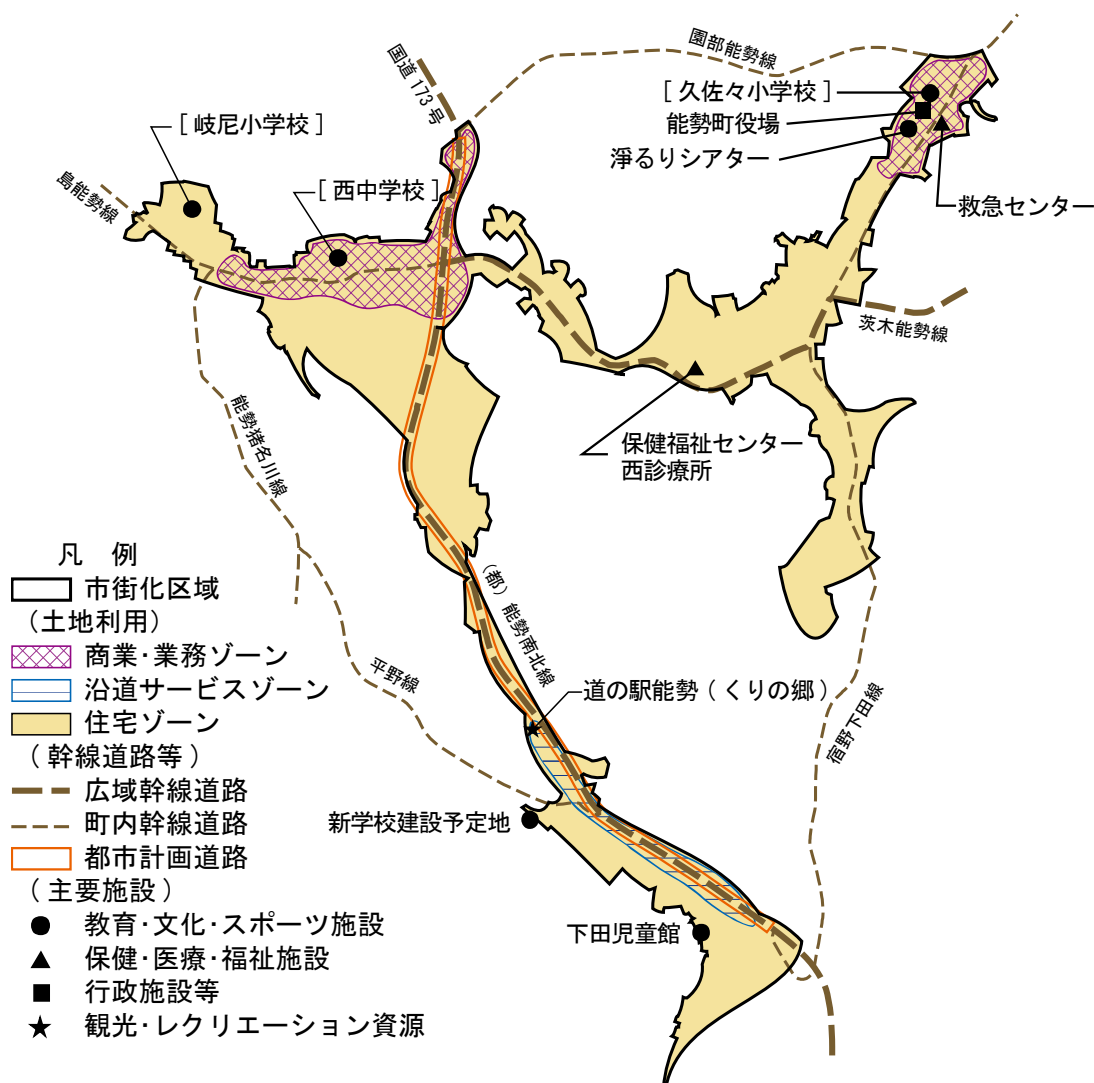 園部能勢線
国道173号
[久佐々小学校]
能勢町役場
浄るりシアター
[岐尼小学校]
[西中学校]
島能勢線
救急センター
茨木能勢線
保健福祉センター
西診療所
能勢猪名川線
(都)能勢南北線
平野線
道の駅能勢(くりの郷)
宿野下田線
新学校建設予定地
下田児童館
凡 例
市街化区域
(土地利用)
商業・業務ゾーン
沿道サービスゾーン
住宅ゾーン
(幹線道路等)
広域幹線道路
町内幹線道路
都市計画道路
(主要施設)
教育・文化・スポーツ施設
保健・医療・福祉施設
行政施設等
観光・レクリエーション資源